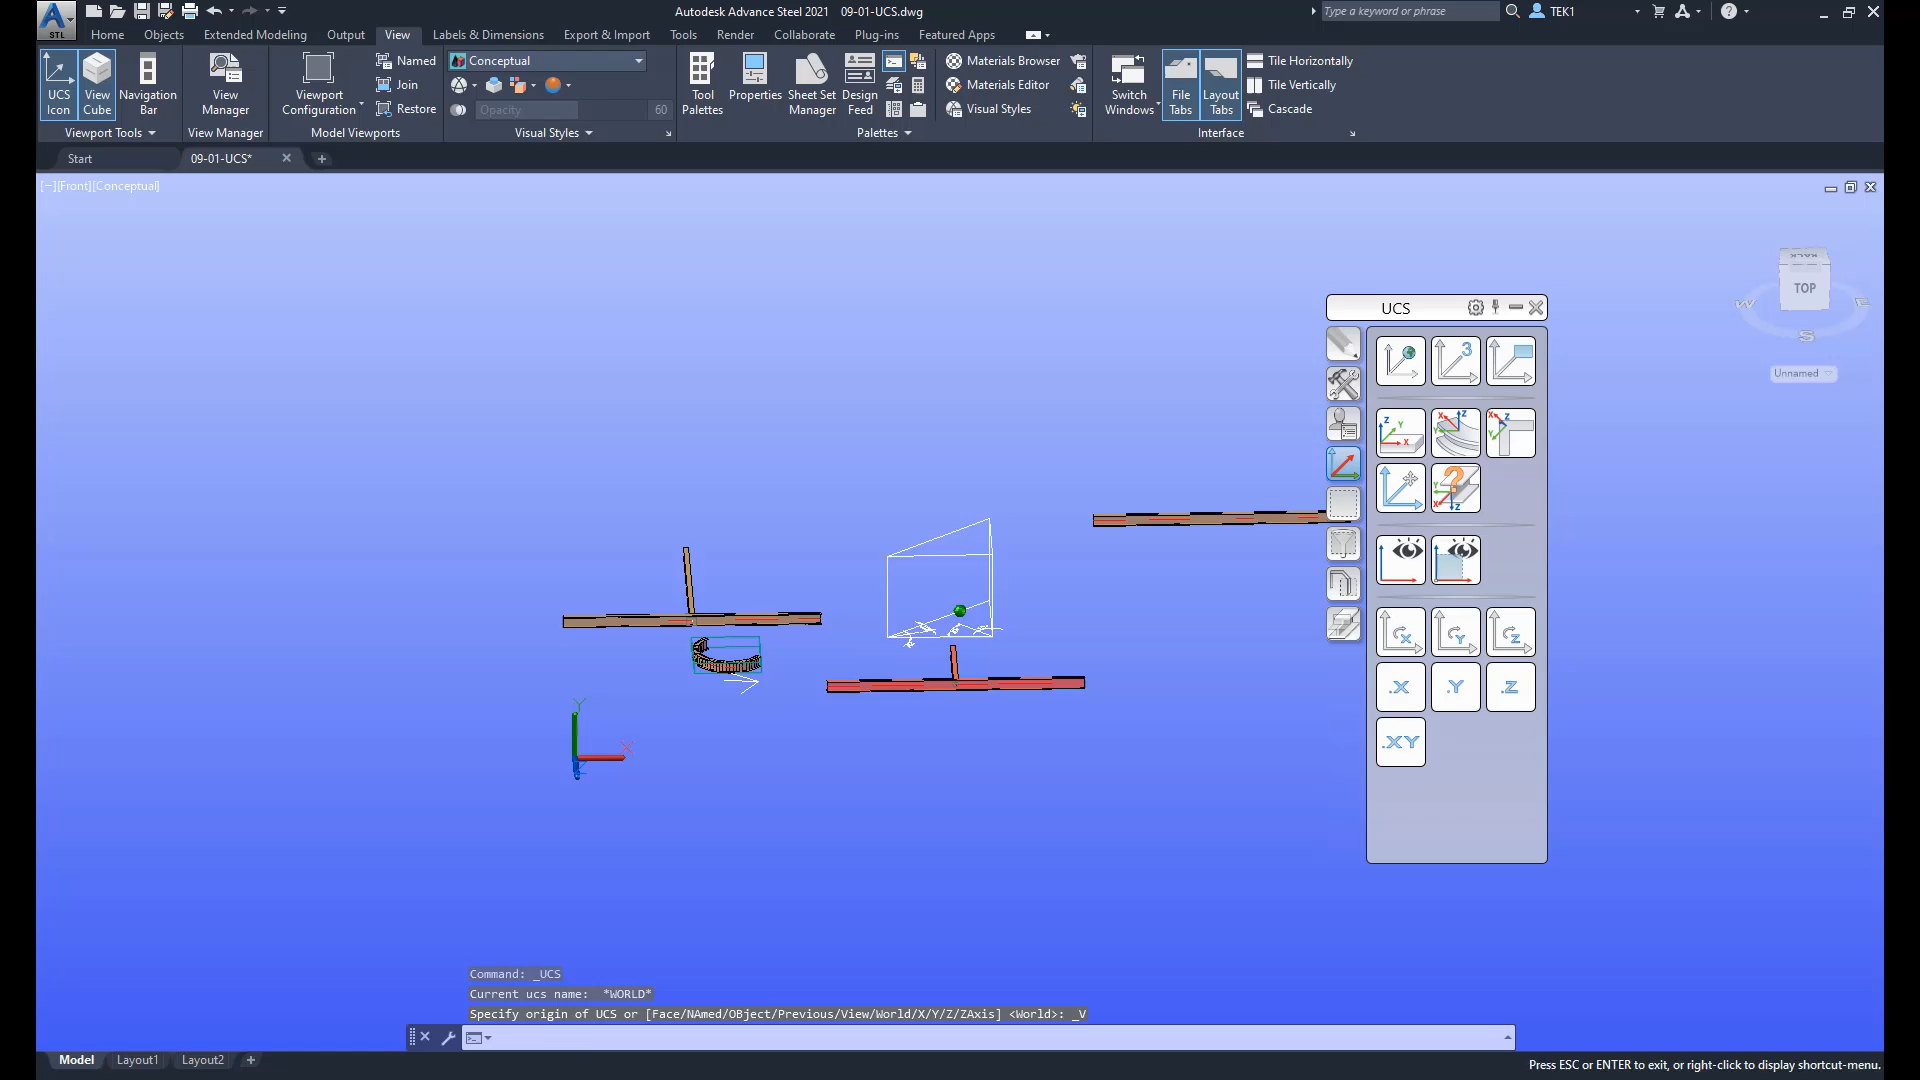 Autodesk Advance Steel 2021 09-01-UCS.dwg
Type a keyword or phrase
TEK1
STL
Home Objects Extended Modeling Output View Labels & Dimensions Export & Import Tools Render Collaborate Plug-ins Featured Apps
UCS Icon
View Cube
Navigation Bar
Viewport Tools
View Manager
View Manager
Viewport Configuration
Named
Join
Restore
Model Viewports
Conceptual
Opacity 60
Visual Styles
Tool Palettes
Properties
Sheet Set Manager
Design Feed
Materials Browser
Materials Editor
Visual Styles
Palettes
Switch Windows
File Tabs
Layout Tabs
Tile Horizontally
Tile Vertically
Cascade
Interface
Start 09-01-UCS*
[−][Front][Conceptual]
BACK
TOP
W
E
S
Unnamed
UCS
3
Z Y X
X Z Y
X Z Y
? Y X Z
X Y Z
.X .Y .Z
.XY
Y
X
Command: _UCS
Current ucs name: *WORLD*
Specify origin of UCS or [Face/NAmed/OBject/Previous/View/World/X/Y/Z/ZAxis] <World>: _V
Model Layout1 Layout2
Press ESC or ENTER to exit, or right-click to display shortcut-menu.